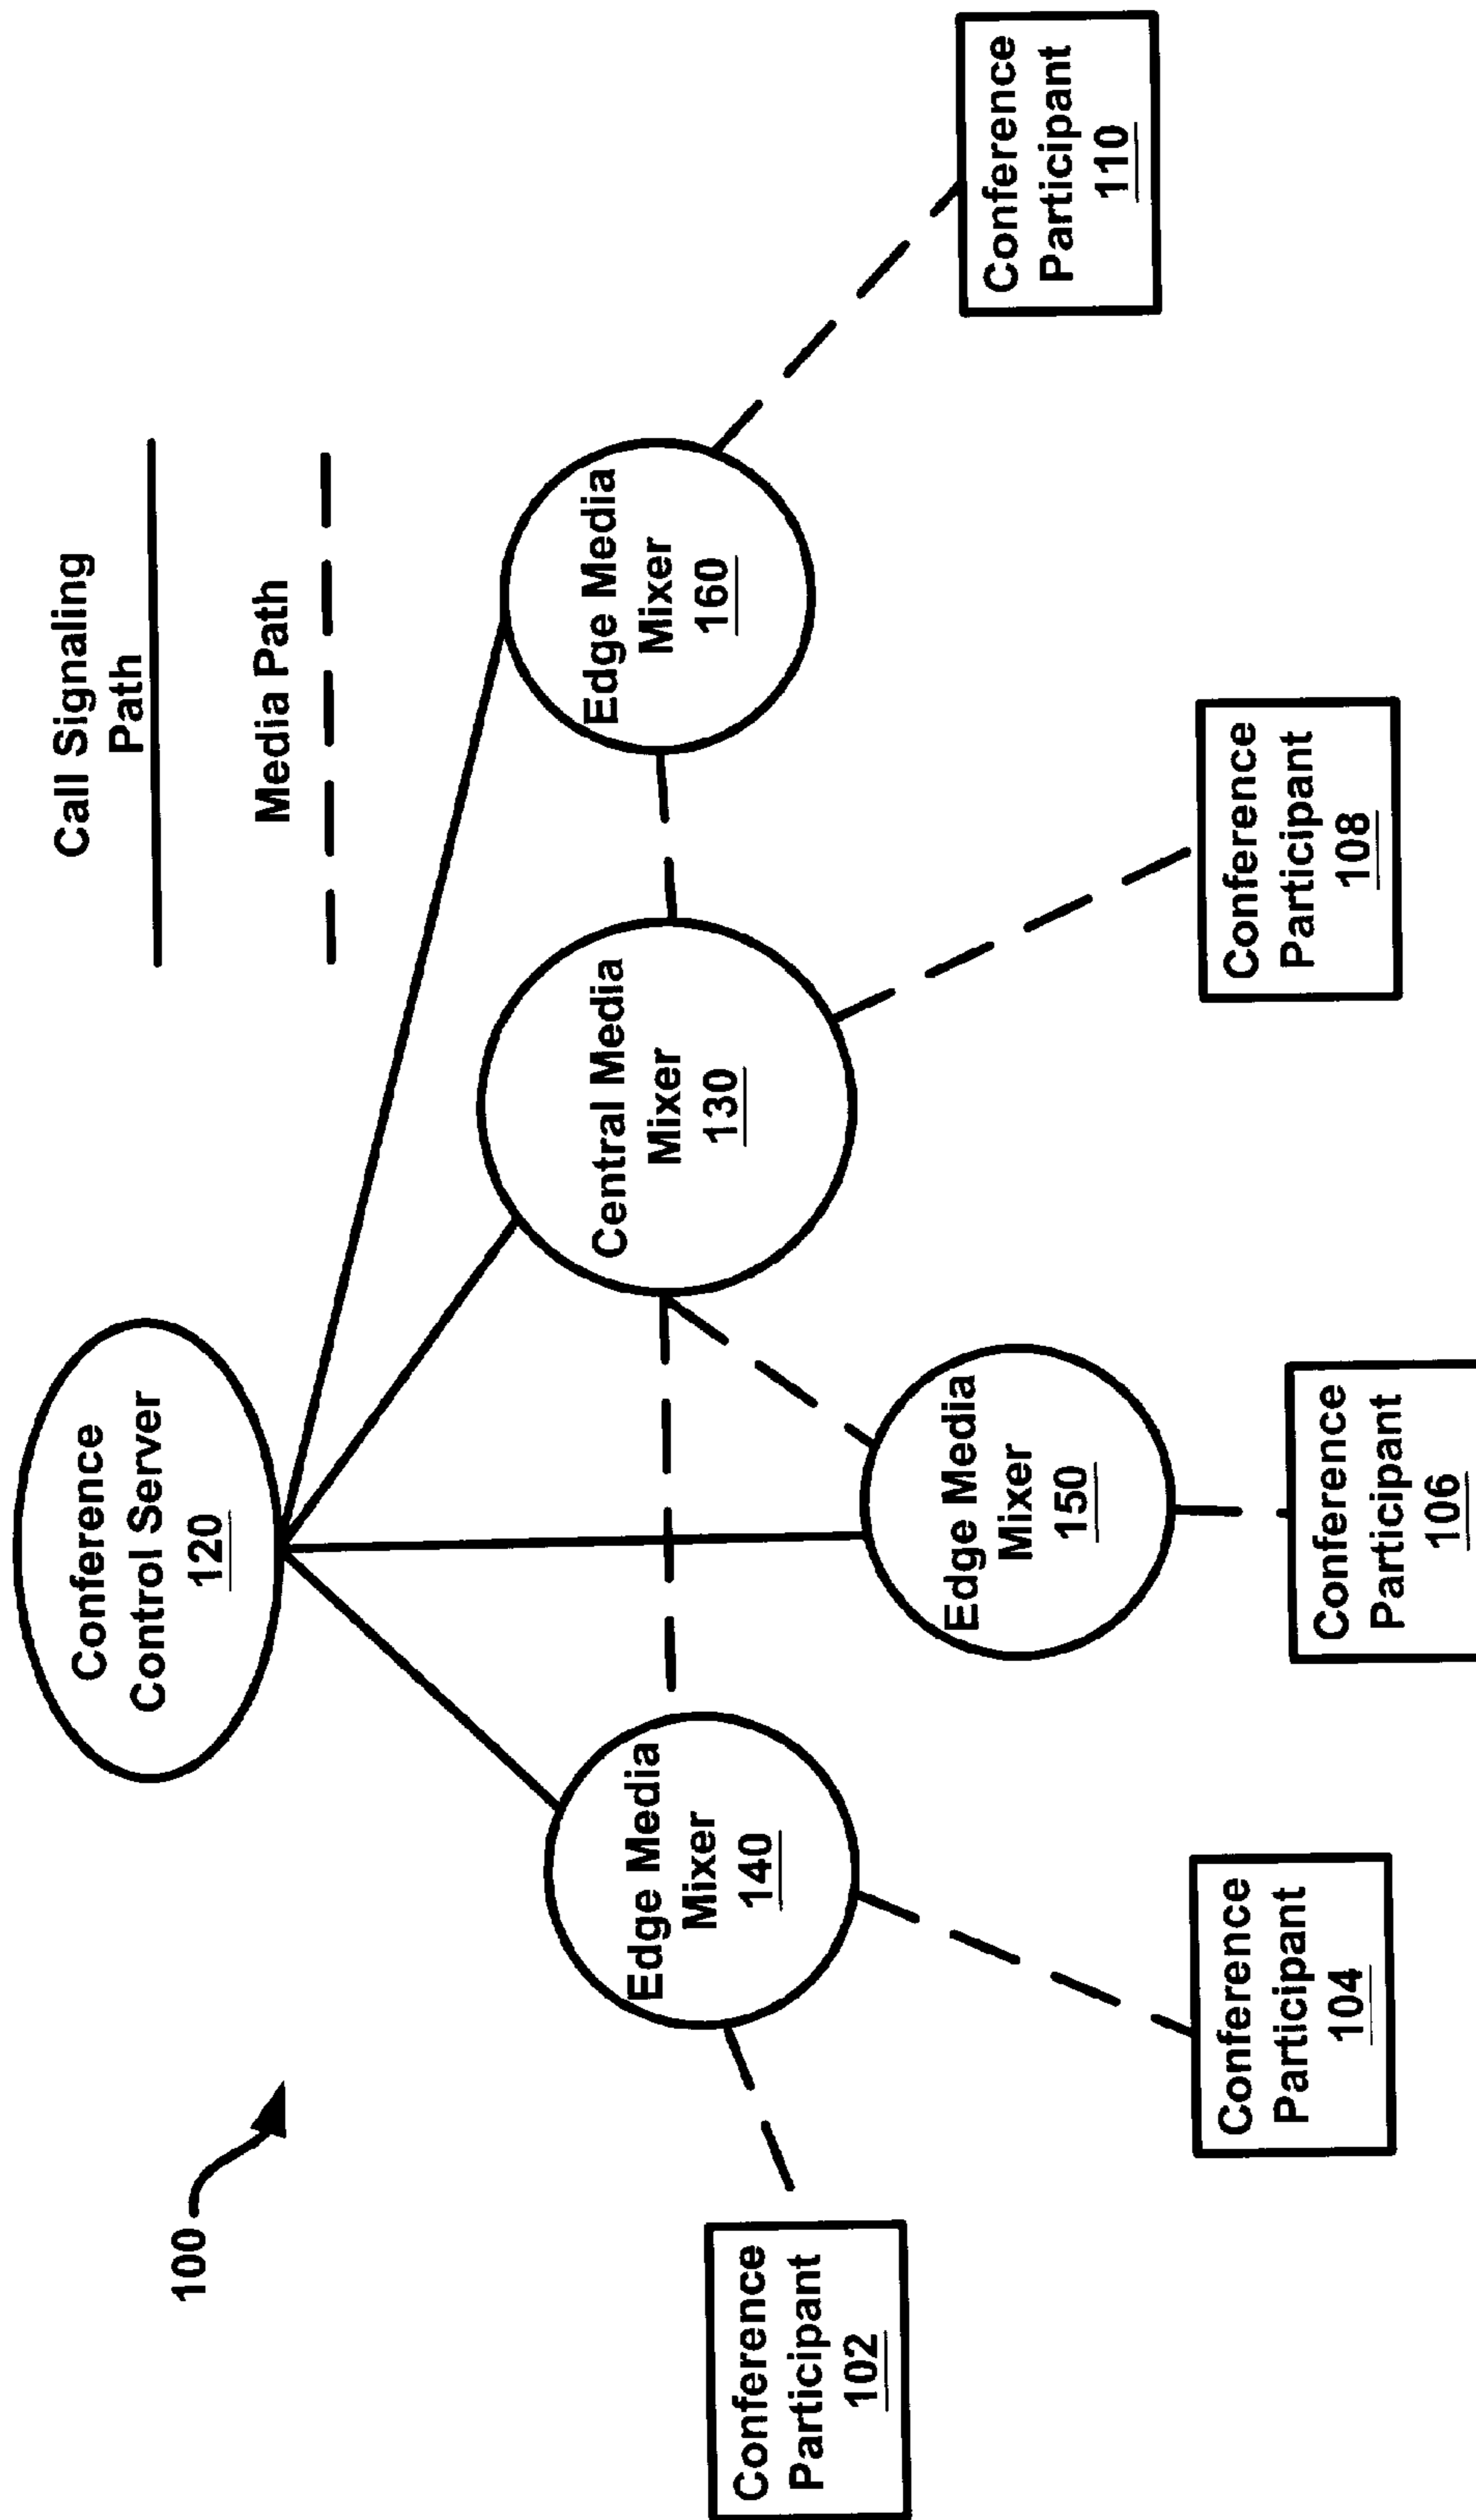 100
Conference
Control Server
120
Call Signaling
Path
Media Path
Edge Media
Mixer
140
Edge Media
Mixer
150
Central Media
Mixer
130
Edge Media
Mixer
160
Conference
Participant
102
Conference
Participant
104
Conference
Participant
106
Conference
Participant
108
Conference
Participant
110